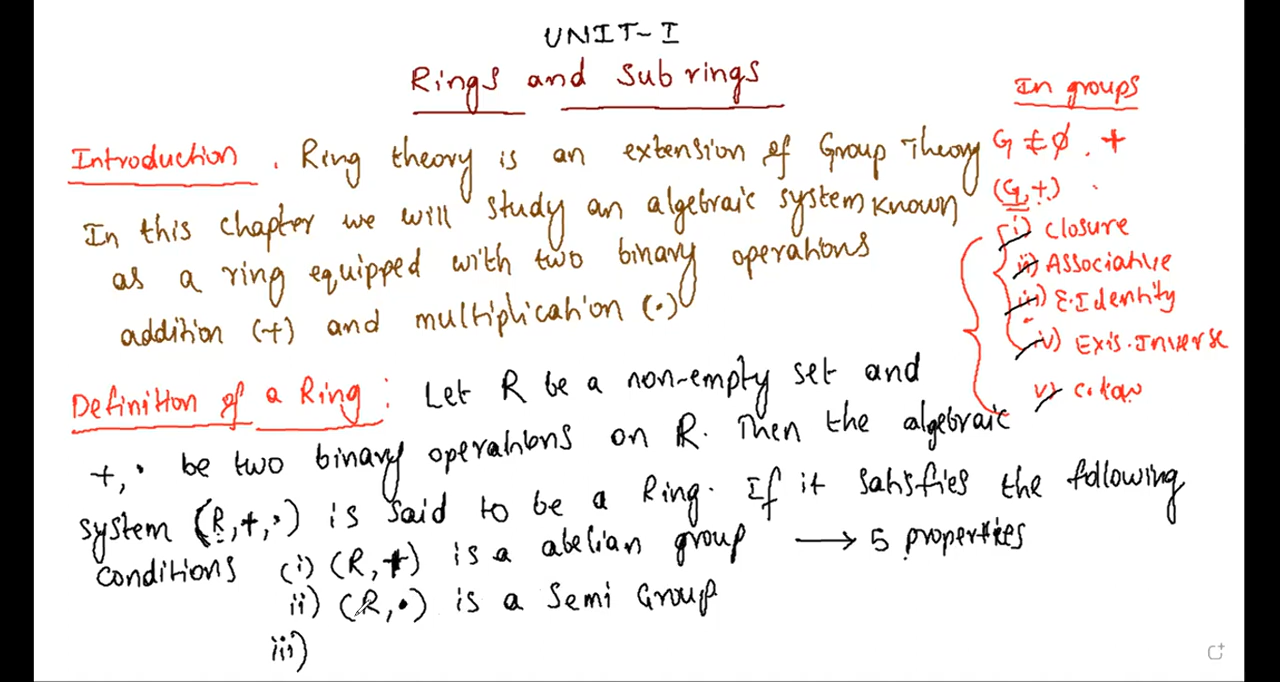 UNIT-I
Rings and Subrings
Introduction . Ring theory is an extension of Group Theory
In this chapter we will study an algebraic system known
as a ring equipped with two binary operations
addition (+) and multiplication (·)
Definition of a Ring : Let R be a non-empty set and
+, · be two binary operations on R. Then the algebraic
system (R,+,·) is said to be a Ring. If it satisfies the following
conditions (i) (R,+) is a abelian group → 5 properties
ii) (R,·) is a Semi Group
iii)
In groups
G ≠ ∅ . +
(G,+) .
i) Closure
ii) Associative
iii) E.Identity
iv) Exis.Inverse
v) C.Law